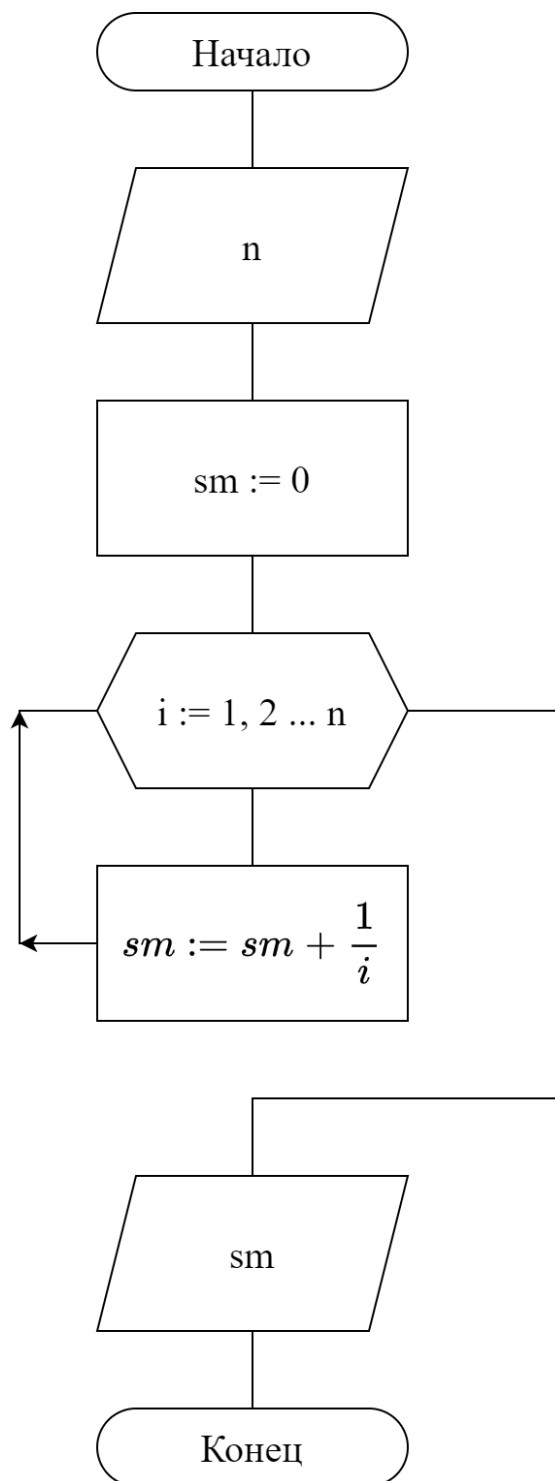 Начало
n
sm := 0
i := 1, 2 ... n
sm := sm + 1/i
sm
Конец